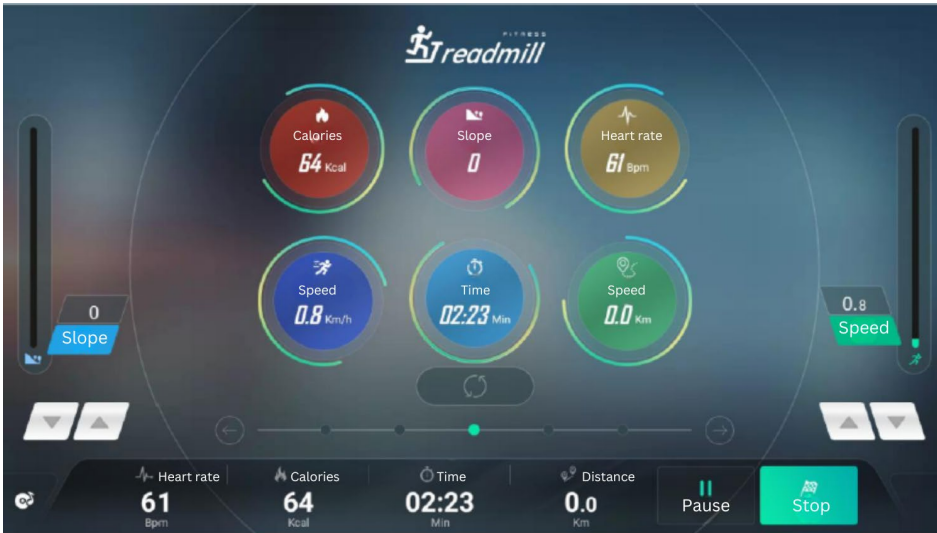 FITNESS
Treadmill
Calories
64 Kcal
Slope
0
Heart rate
61 Bpm
Speed
0.8 Km/h
Time
02:23 Min
Speed
0.0 Km
0
Slope
0.8
Speed
Heart rate
61
Bpm
Calories
64
Kcal
Time
02:23
Min
Distance
0.0
Km
Pause
Stop